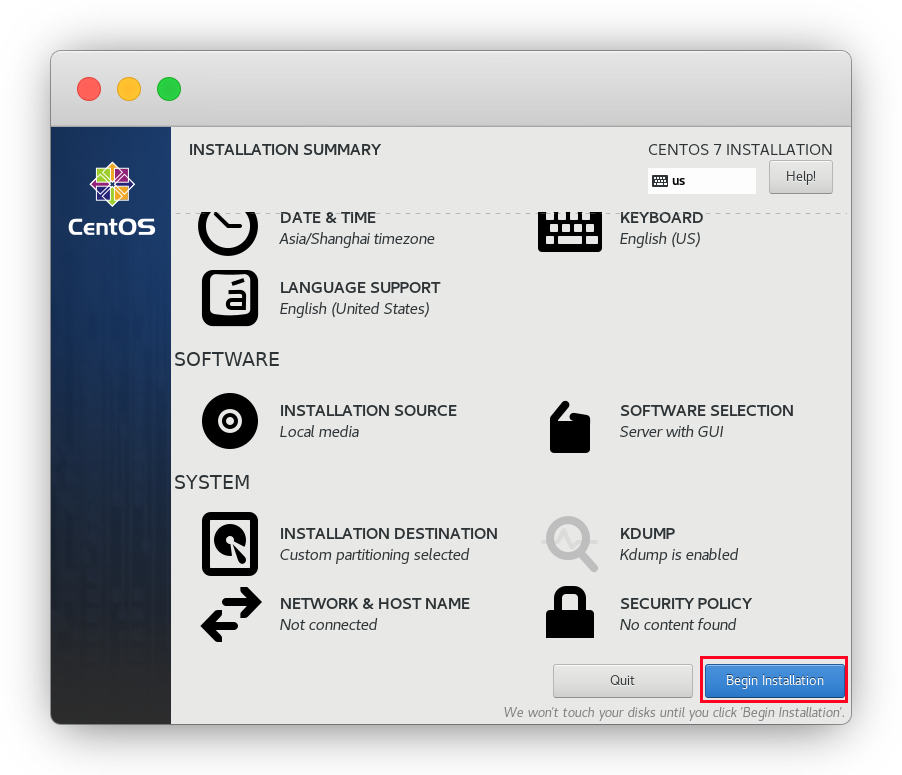 INSTALLATION SUMMARY
CENTOS 7 INSTALLATION
us
Help!
CentOS
DATE & TIME
Asia/Shanghai timezone
KEYBOARD
English (US)
LANGUAGE SUPPORT
English (United States)
SOFTWARE
INSTALLATION SOURCE
Local media
SOFTWARE SELECTION
Server with GUI
SYSTEM
INSTALLATION DESTINATION
Custom partitioning selected
KDUMP
Kdump is enabled
NETWORK & HOST NAME
Not connected
SECURITY POLICY
No content found
Quit
Begin Installation
We won't touch your disks until you click 'Begin Installation'.